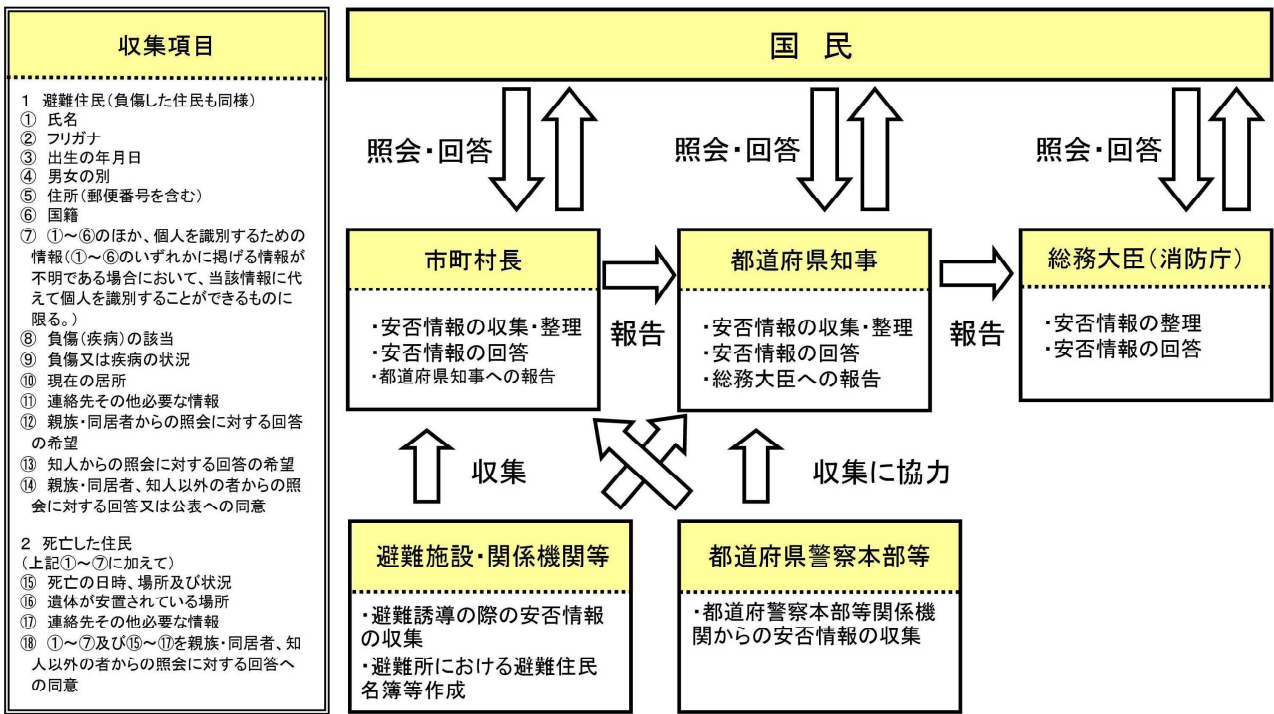 収集項目
1 避難住民(負傷した住民も同様)
① 氏名
② フリガナ
③ 出生の年月日
④ 男女の別
⑤ 住所(郵便番号を含む)
⑥ 国籍
⑦ ①~⑥のほか、個人を識別するための
情報(①~⑥のいずれかに掲げる情報が
不明である場合において、当該情報に代
えて個人を識別することができるものに
限る。)
⑧ 負傷(疾病)の該当
⑨ 負傷又は疾病の状況
⑩ 現在の居所
⑪ 連絡先その他必要な情報
⑫ 親族・同居者からの照会に対する回答
の希望
⑬ 知人からの照会に対する回答の希望
⑭ 親族・同居者、知人以外の者からの照
会に対する回答又は公表への同意
2 死亡した住民
(上記①~⑦に加えて)
⑮ 死亡の日時、場所及び状況
⑯ 遺体が安置されている場所
⑰ 連絡先その他必要な情報
⑱ ①~⑦及び⑮~⑰を親族・同居者、知
人以外の者からの照会に対する回答へ
の同意
国 民
照会・回答
照会・回答
照会・回答
市町村長
・安否情報の収集・整理
・安否情報の回答
・都道府県知事への報告
報告
都道府県知事
・安否情報の収集・整理
・安否情報の回答
・総務大臣への報告
報告
総務大臣(消防庁)
・安否情報の整理
・安否情報の回答
収集
収集に協力
避難施設・関係機関等
・避難誘導の際の安否情報
の収集
・避難所における避難住民
名簿等作成
都道府県警察本部等
・都道府警察本部等関係機
関からの安否情報の収集